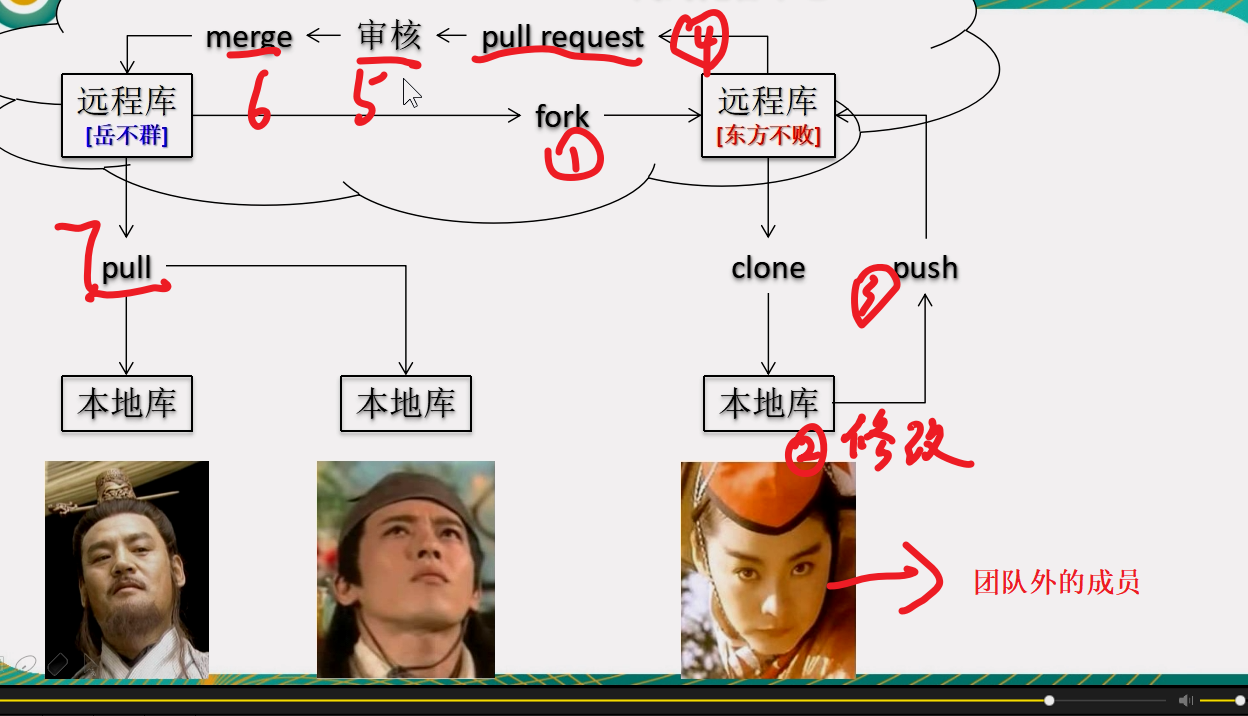 merge 审核 pull request ④
6 5
远程库
[岳不群]
fork
①
远程库
[东方不败]
7
pull
clone
push
③
本地库
本地库
本地库
② 修改
团队外的成员